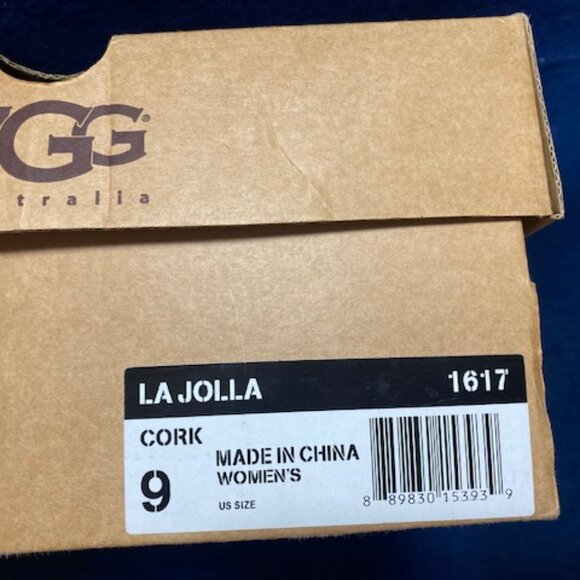 UGG®
tralia
LA JOLLA 1617
CORK
9 MADE IN CHINA
WOMEN'S
US SIZE
8 89830 15393 9